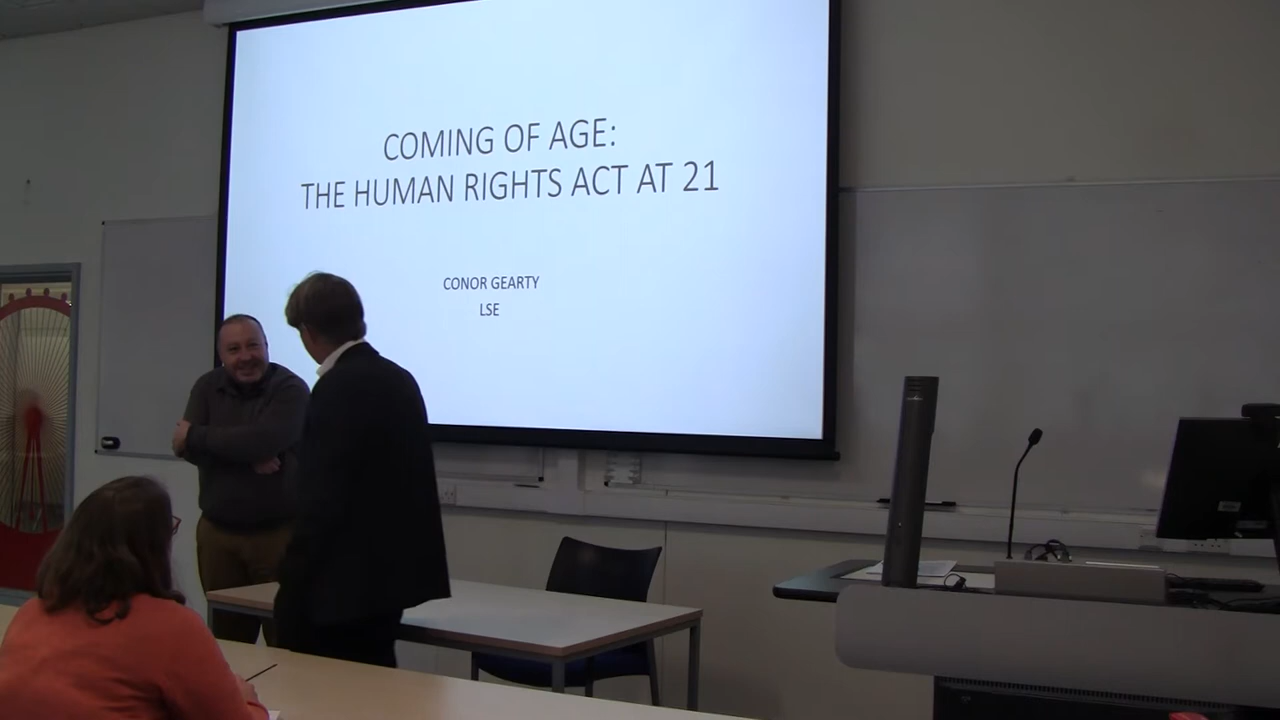 COMING OF AGE:
THE HUMAN RIGHTS ACT AT 21
CONOR GEARTY
LSE